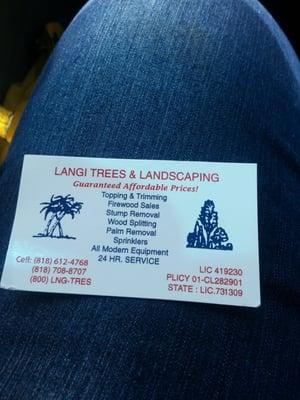 LANGI TREES & LANDSCAPING
Guaranteed Affordable Prices!
Topping & Trimming
Firewood Sales
Stump Removal
Wood Splitting
Palm Removal
Sprinklers
All Modern Equipment
24 HR. SERVICE
Cell: (818) 612-4768
(818) 708-8707
(800) LNG-TRES
LIC 419230
PLICY 01-CL282901
STATE : LIC.731309